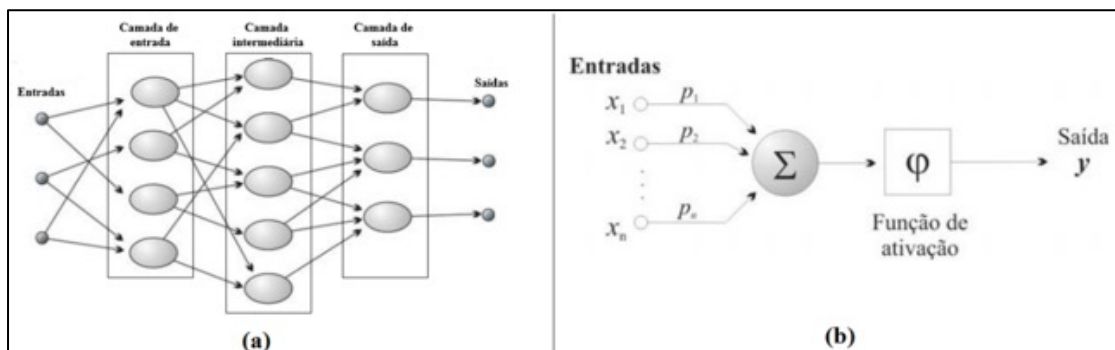 Camada de
entrada
Camada
intermediária
Camada de
saída
Entradas
Saídas
(a)
Entradas
x1
p1
x2
p2
xn
pn
Σ
φ
Função de
ativação
Saída
y
(b)